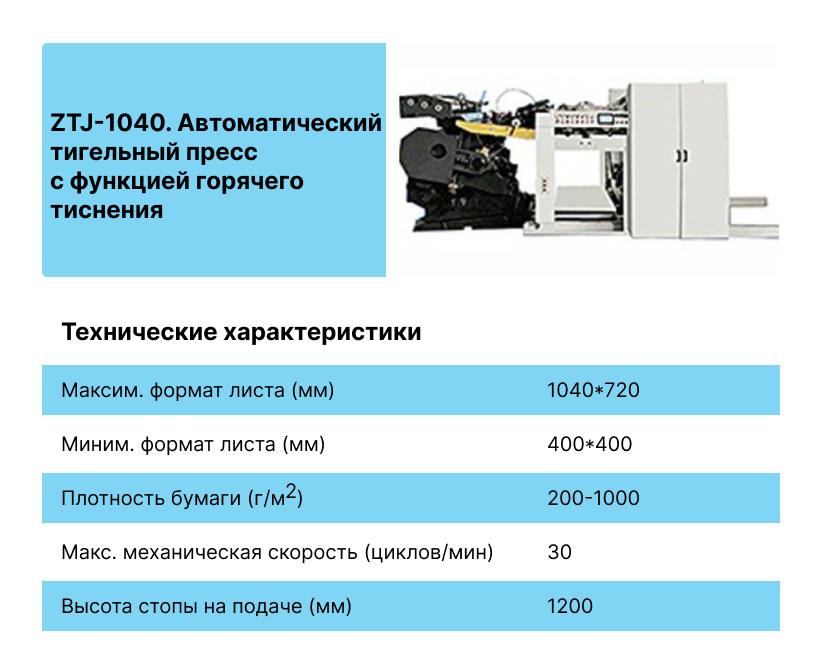 ZTJ-1040. Автоматический
тигельный пресс
с функцией горячего
тиснения
Технические характеристики
Максим. формат листа (мм) 1040*720
Миним. формат листа (мм) 400*400
Плотность бумаги (г/м²) 200-1000
Макс. механическая скорость (циклов/мин) 30
Высота стопы на подаче (мм) 1200